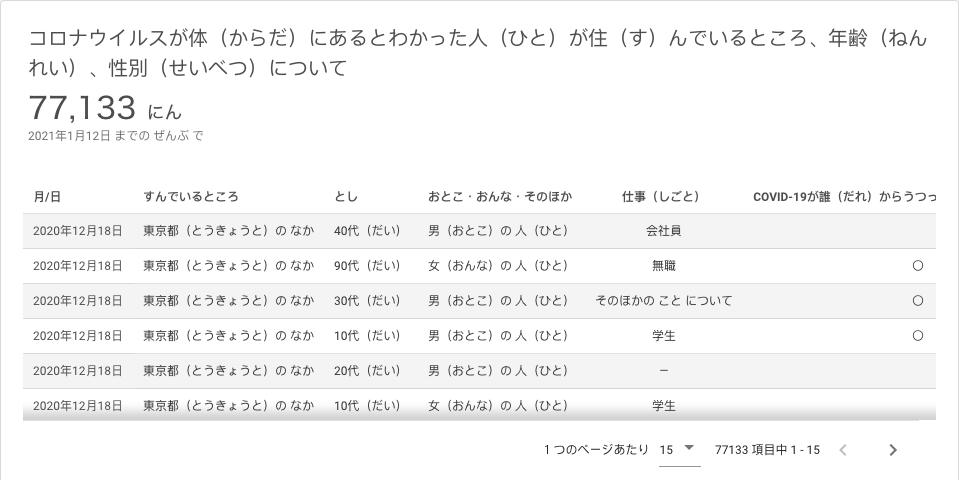 コロナウイルスが体（からだ）にあるとわかった人（ひと）が住（す）んでいるところ、年齢（ねん
れい）、性別（せいべつ）について
77,133 にん
2021年1月12日 までの ぜんぶ で
月/日 すんでいるところ とし おとこ・おんな・そのほか 仕事（しごと） COVID-19が誰（だれ）からうつっ
2020年12月18日 東京都（とうきょうと）の なか 40代（だい） 男（おとこ）の 人（ひと） 会社員
2020年12月18日 東京都（とうきょうと）の なか 90代（だい） 女（おんな）の 人（ひと） 無職 〇
2020年12月18日 東京都（とうきょうと）の なか 30代（だい） 男（おとこ）の 人（ひと） そのほかの こと について 〇
2020年12月18日 東京都（とうきょうと）の なか 10代（だい） 男（おとこ）の 人（ひと） 学生 〇
2020年12月18日 東京都（とうきょうと）の なか 20代（だい） 男（おとこ）の 人（ひと） −
2020年12月18日 東京都（とうきょうと）の なか 10代（だい） 女（おんな）の 人（ひと） 学生
1 つのページあたり 15 77133 項目中 1 - 15